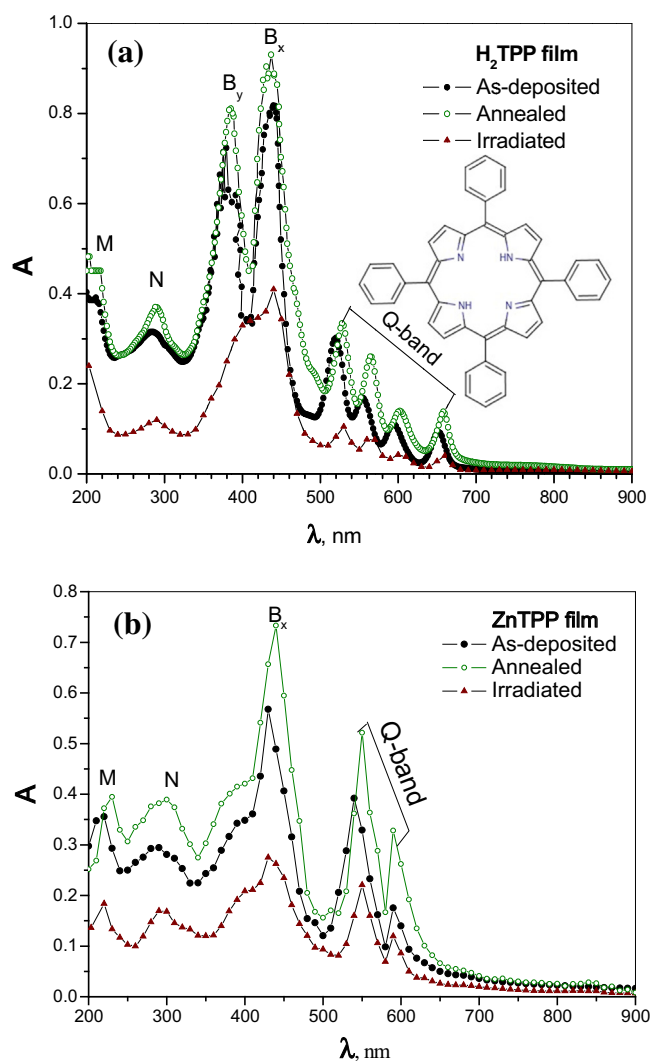 (a)
H₂TPP film
As-deposited
Annealed
Irradiated
M
N
B_y
B_x
Q-band
N
HN
NH
N
A
1.0
0.8
0.6
0.4
0.2
0.0
200 300 400 500 600 700 800 900
λ, nm
(b)
ZnTPP film
As-deposited
Annealed
Irradiated
M
N
B_x
Q-band
A
0.8
0.7
0.6
0.5
0.4
0.3
0.2
0.1
0.0
200 300 400 500 600 700 800 900
λ, nm